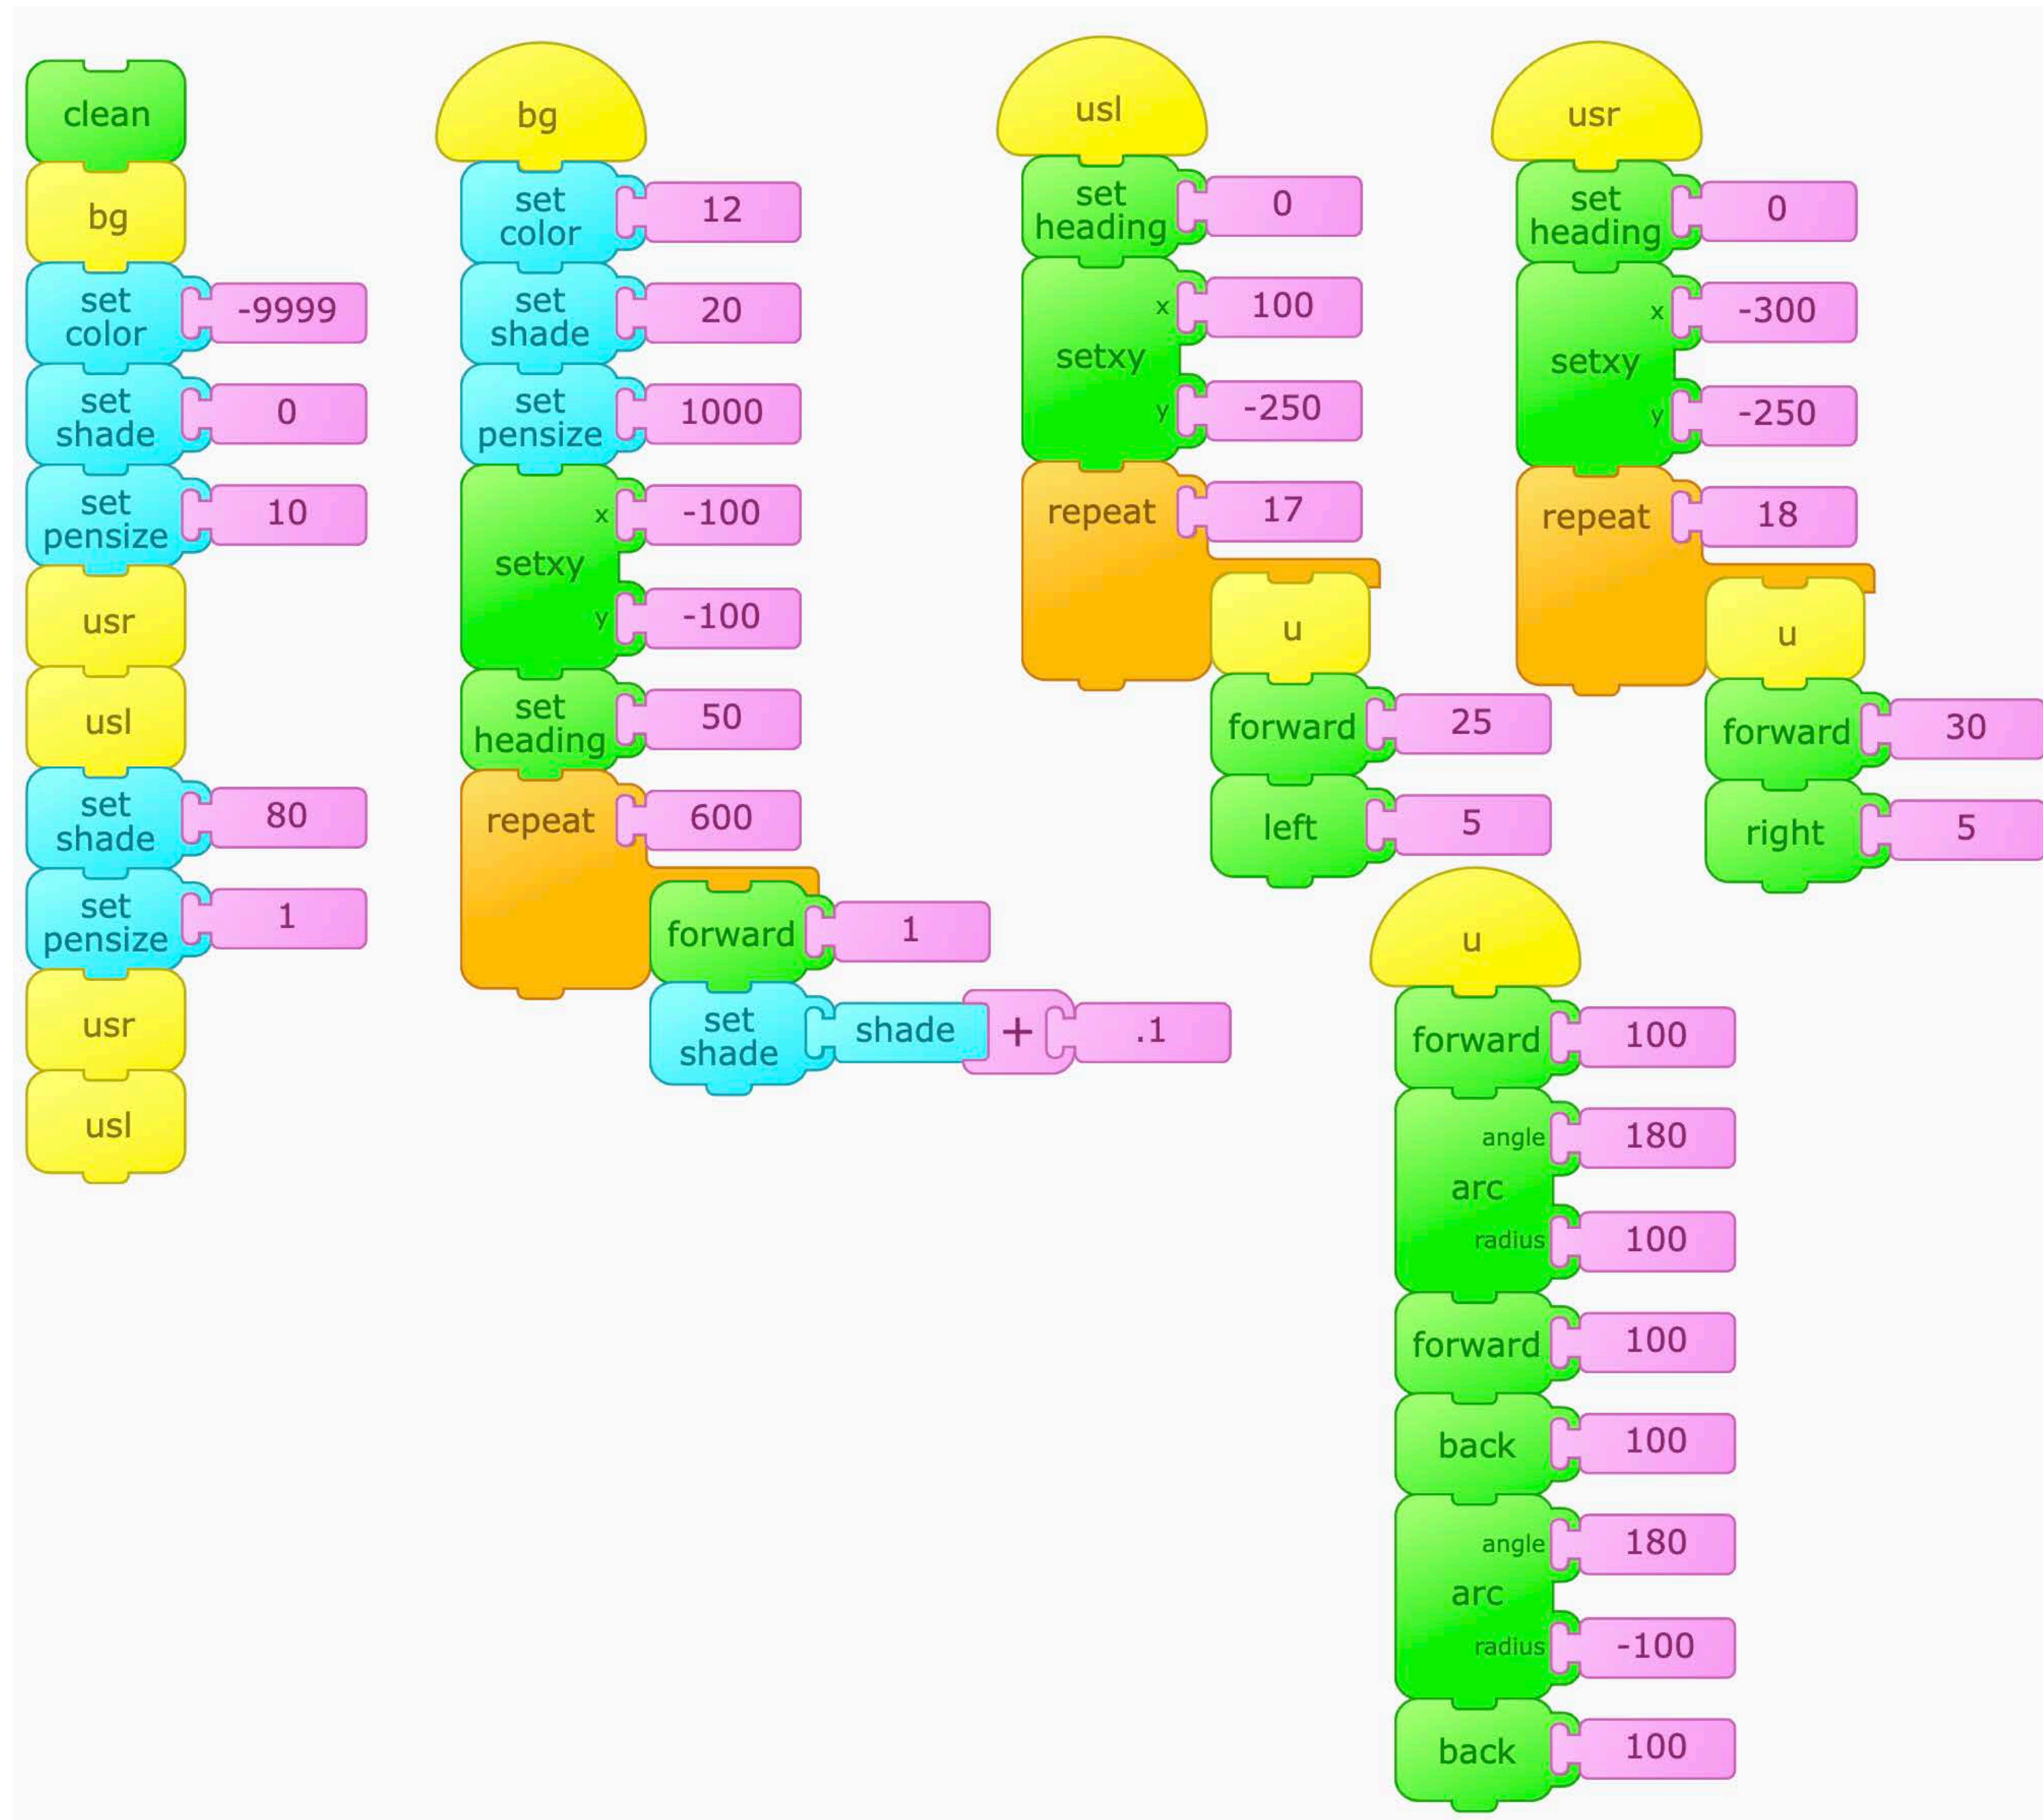 clean
bg
set
color
-9999
set
shade
0
set
pensize
10
usr
usl
set
shade
80
set
pensize
1
usr
usl
bg
set
color
12
set
shade
20
set
pensize
1000
setxy
x
-100
y
-100
set
heading
50
repeat
600
forward
1
set
shade
shade
+
.1
usl
set
heading
0
setxy
x
100
y
-250
repeat
17
u
forward
25
left
5
usr
set
heading
0
setxy
x
-300
y
-250
repeat
18
u
forward
30
right
5
u
forward
100
arc
angle
180
radius
100
forward
100
back
100
arc
angle
180
radius
-100
back
100